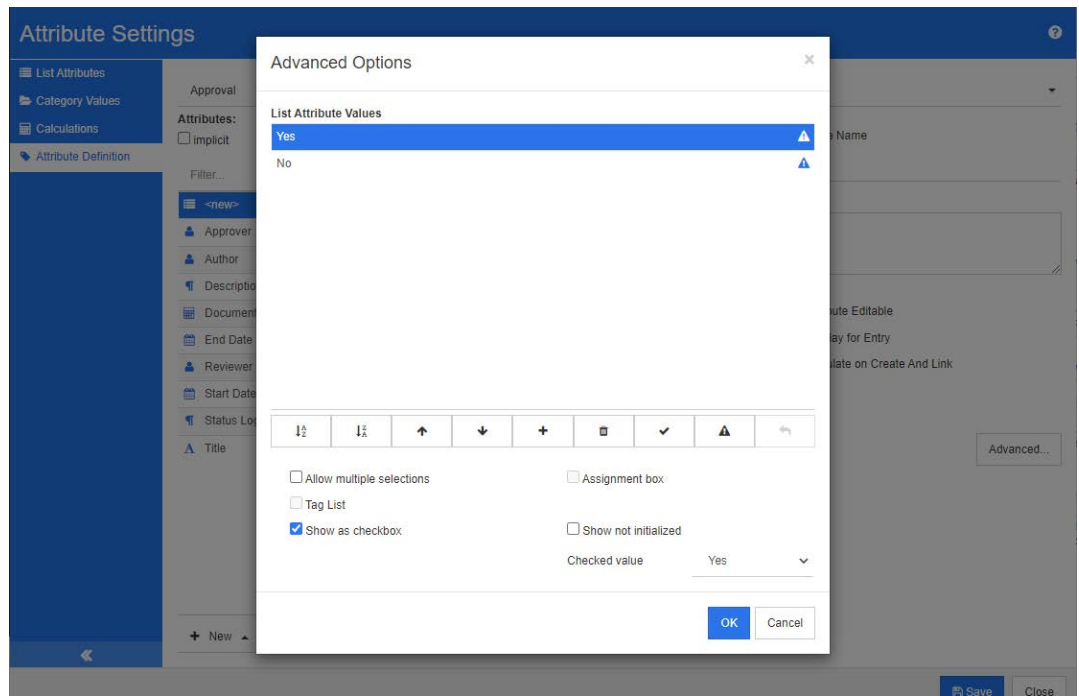 Attribute Settings
List Attributes
Category Values
Calculations
Attribute Definition
Approval
Attributes:
implicit
Filter...
<new>
Approver
Author
Descriptio
Document
End Date
Reviewer
Start Date
Status Log
Title
+ New
Advanced Options
×
List Attribute Values
Yes
No
Allow multiple selections
Assignment box
Tag List
Show as checkbox
Show not initialized
Checked value
Yes
OK
Cancel
e Name
ute Editable
lay for Entry
ulate on Create And Link
Advanced...
Save
Close